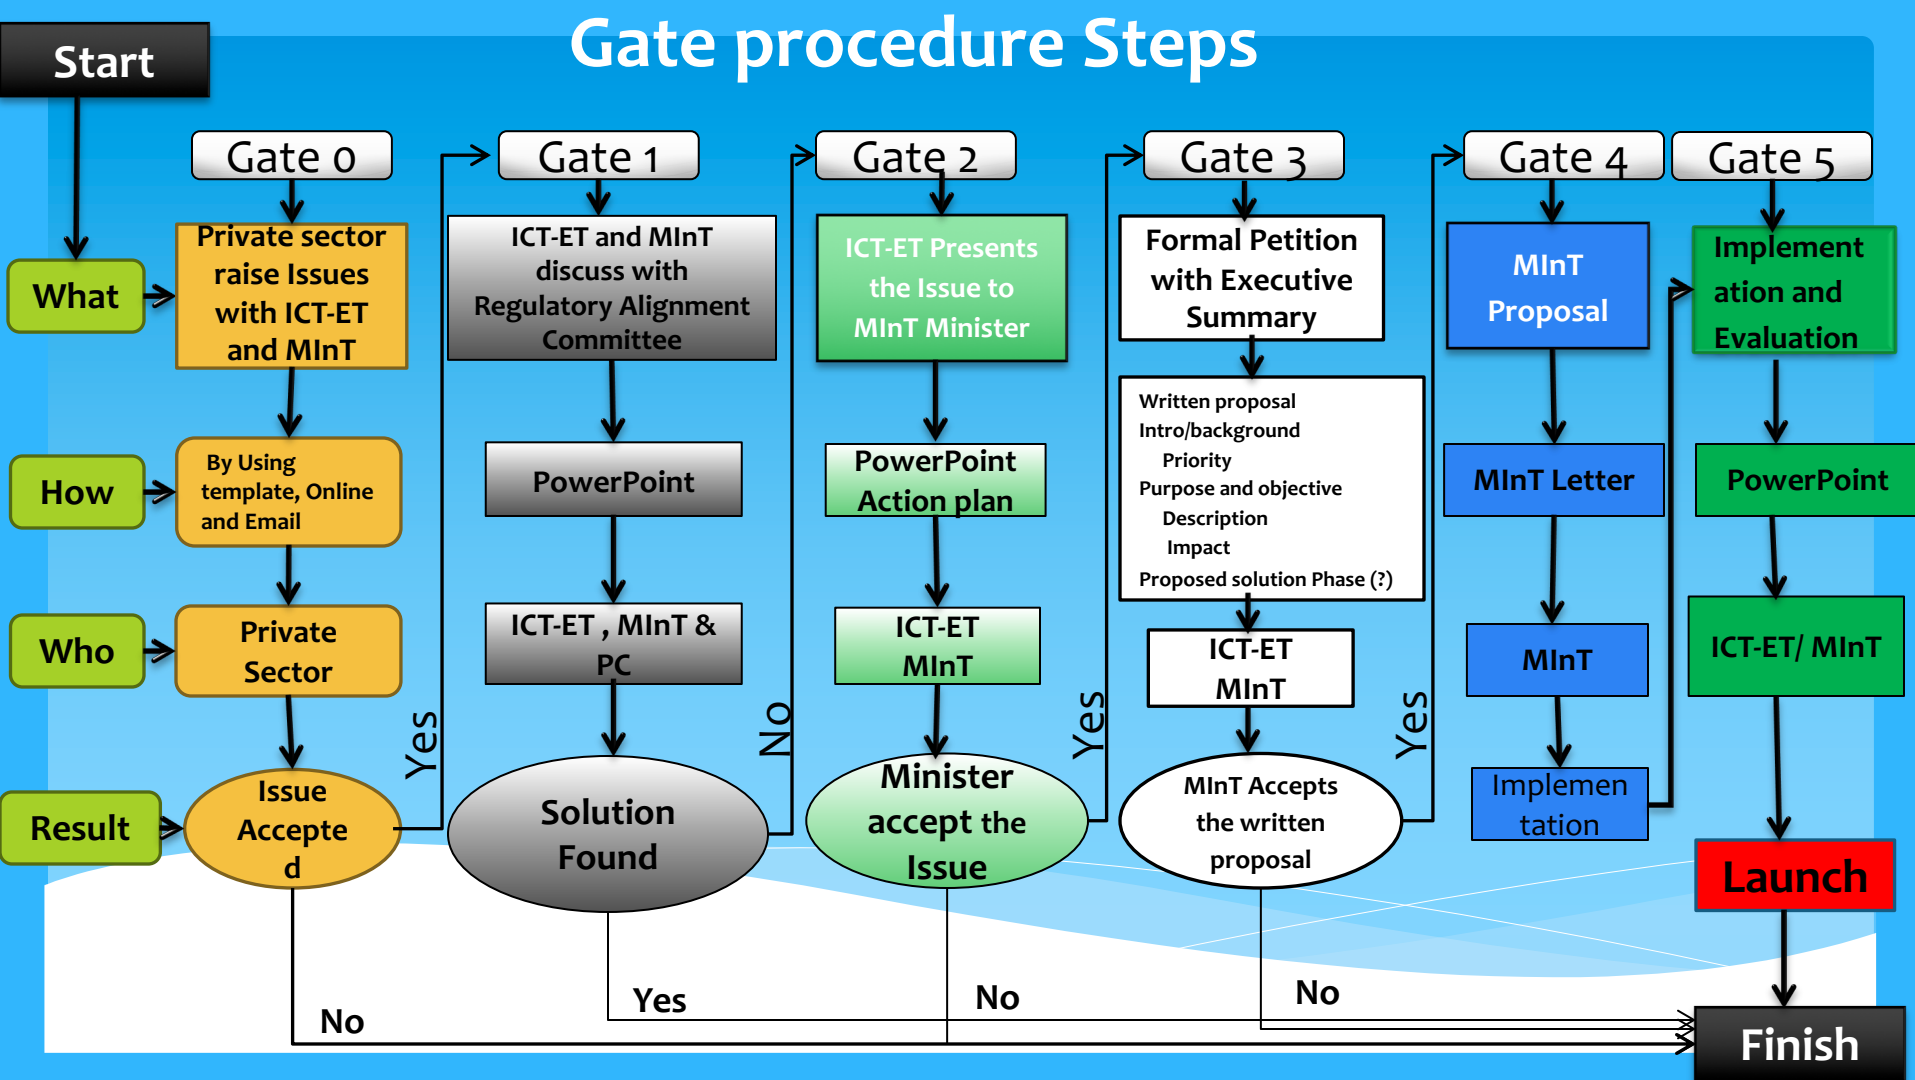 Gate procedure Steps
Start
Gate 0
Gate 1
Gate 2
Gate 3
Gate 4
Gate 5
What
Private sector
raise Issues
with ICT-ET
and MInT
ICT-ET and MInT
discuss with
Regulatory Alignment
Committee
ICT-ET Presents
the Issue to
MInT Minister
Formal Petition
with Executive
Summary
MInT
Proposal
Implement
ation and
Evaluation
How
By Using
template, Online
and Email
PowerPoint
PowerPoint
Action plan
Written proposal
Intro/background
Priority
Purpose and objective
Description
Impact
Proposed solution Phase (?)
MInT Letter
PowerPoint
Who
Private
Sector
ICT-ET , MInT &
PC
ICT-ET
MInT
ICT-ET
MInT
MInT
ICT-ET/ MInT
Yes
No
Yes
Yes
Result
Issue
Accepte
d
Solution
Found
Minister
accept the
Issue
MInT Accepts
the written
proposal
Implemen
tation
Launch
No
Yes
No
No
Finish